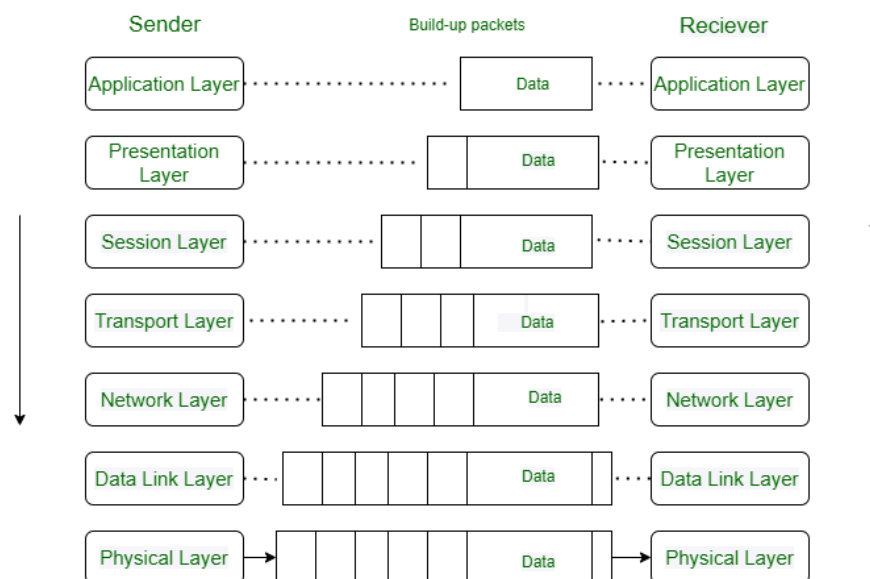 Sender Build-up packets Reciever
Application Layer Data Application Layer
Presentation
Layer Data Presentation
Layer
Session Layer Data Session Layer
Transport Layer Data Transport Layer
Network Layer Data Network Layer
Data Link Layer Data Data Link Layer
Physical Layer Data Physical Layer